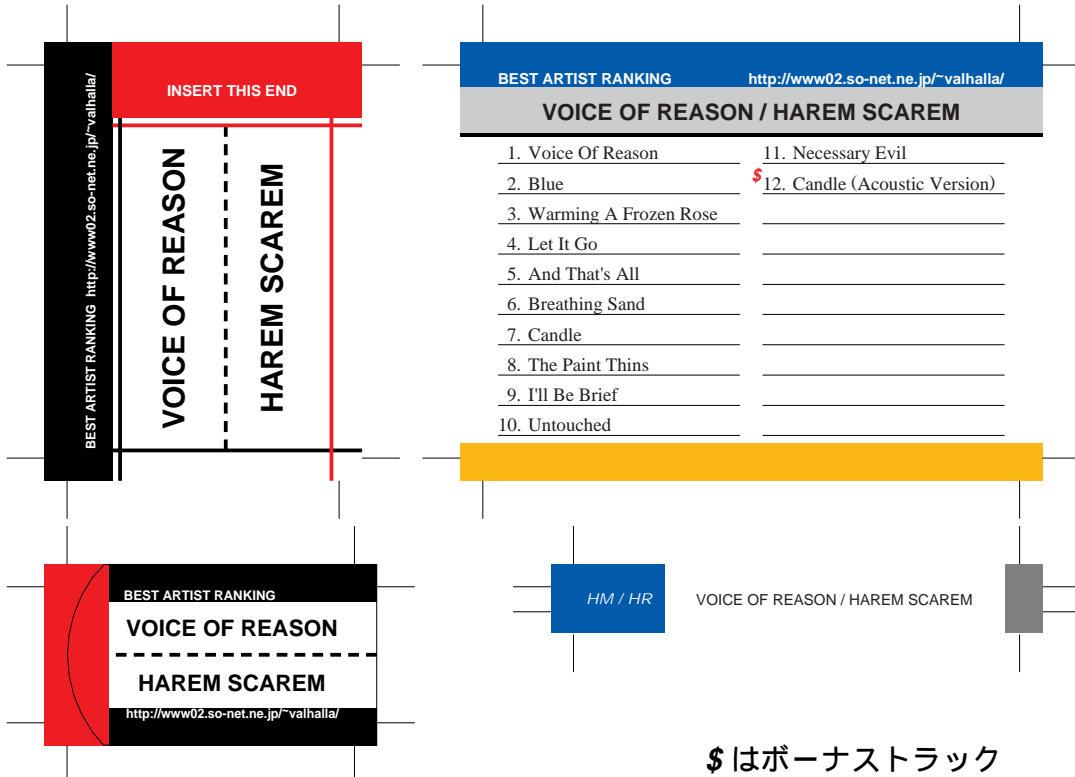 BEST ARTIST RANKING http://www02.so-net.ne.jp/~valhalla/
INSERT THIS END
VOICE OF REASON
HAREM SCAREM
BEST ARTIST RANKING http://www02.so-net.ne.jp/~valhalla/
VOICE OF REASON / HAREM SCAREM
1. Voice Of Reason
2. Blue
3. Warming A Frozen Rose
4. Let It Go
5. And That's All
6. Breathing Sand
7. Candle
8. The Paint Thins
9. I'll Be Brief
10. Untouched
11. Necessary Evil
$12. Candle (Acoustic Version)
BEST ARTIST RANKING
VOICE OF REASON
HAREM SCAREM
http://www02.so-net.ne.jp/~valhalla/
HM / HR
VOICE OF REASON / HAREM SCAREM
$ はボーナストラック